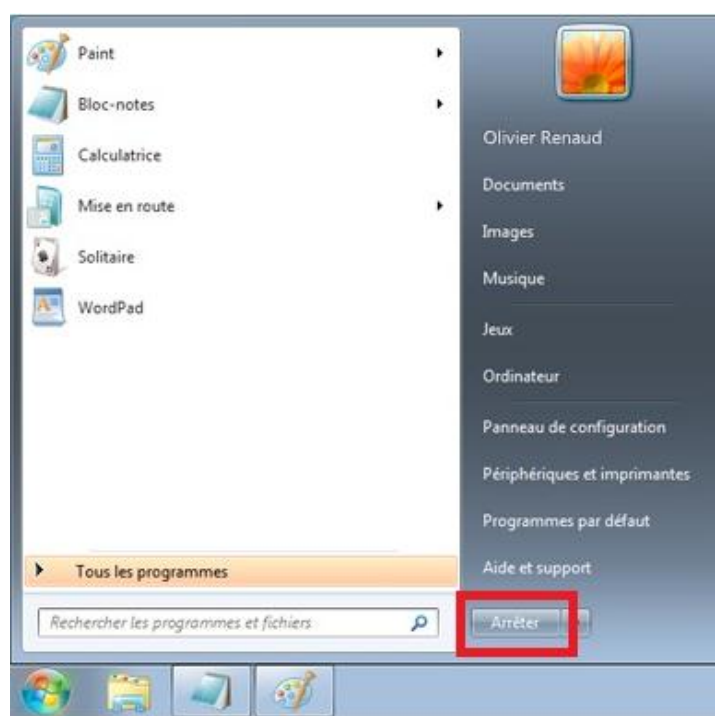 Paint
Bloc-notes
Calculatrice
Mise en route
Solitaire
WordPad
Tous les programmes
Rechercher les programmes et fichiers
Olivier Renaud
Documents
Images
Musique
Jeux
Ordinateur
Panneau de configuration
Périphériques et imprimantes
Programmes par défaut
Aide et support
Arrêter